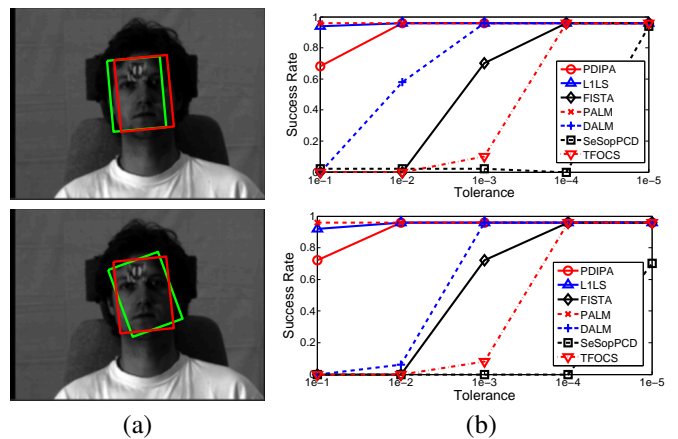 1
0.8
0.6
0.4
0.2
0
Success Rate
PDIPA
L1LS
FISTA
PALM
DALM
SeSopPCD
TFOCS
1e−1 1e−2 1e−3 1e−4 1e−5
Tolerance
1
0.8
0.6
0.4
0.2
0
Success Rate
PDIPA
L1LS
FISTA
PALM
DALM
SeSopPCD
TFOCS
1e−1 1e−2 1e−3 1e−4 1e−5
Tolerance
(a) (b)